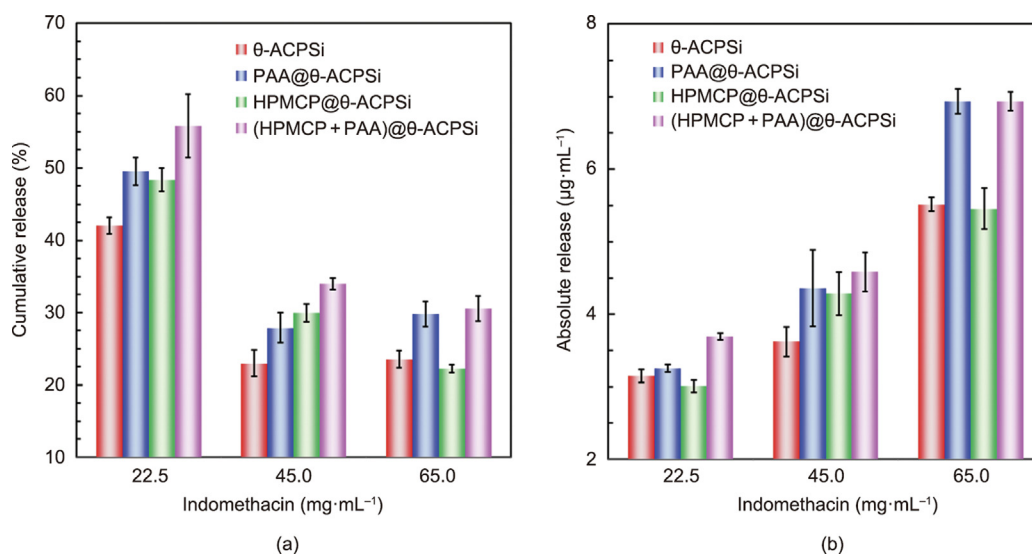 70
60
50
40
30
20
10
Cumulative release (%)
θ-ACPSi
PAA@θ-ACPSi
HPMCP@θ-ACPSi
(HPMCP + PAA)@θ-ACPSi
22.5 45.0 65.0
Indomethacin (mg·mL⁻¹)
(a)
8
6
4
2
Absolute release (μg·mL⁻¹)
θ-ACPSi
PAA@θ-ACPSi
HPMCP@θ-ACPSi
(HPMCP + PAA)@θ-ACPSi
22.5 45.0 65.0
Indomethacin (mg·mL⁻¹)
(b)